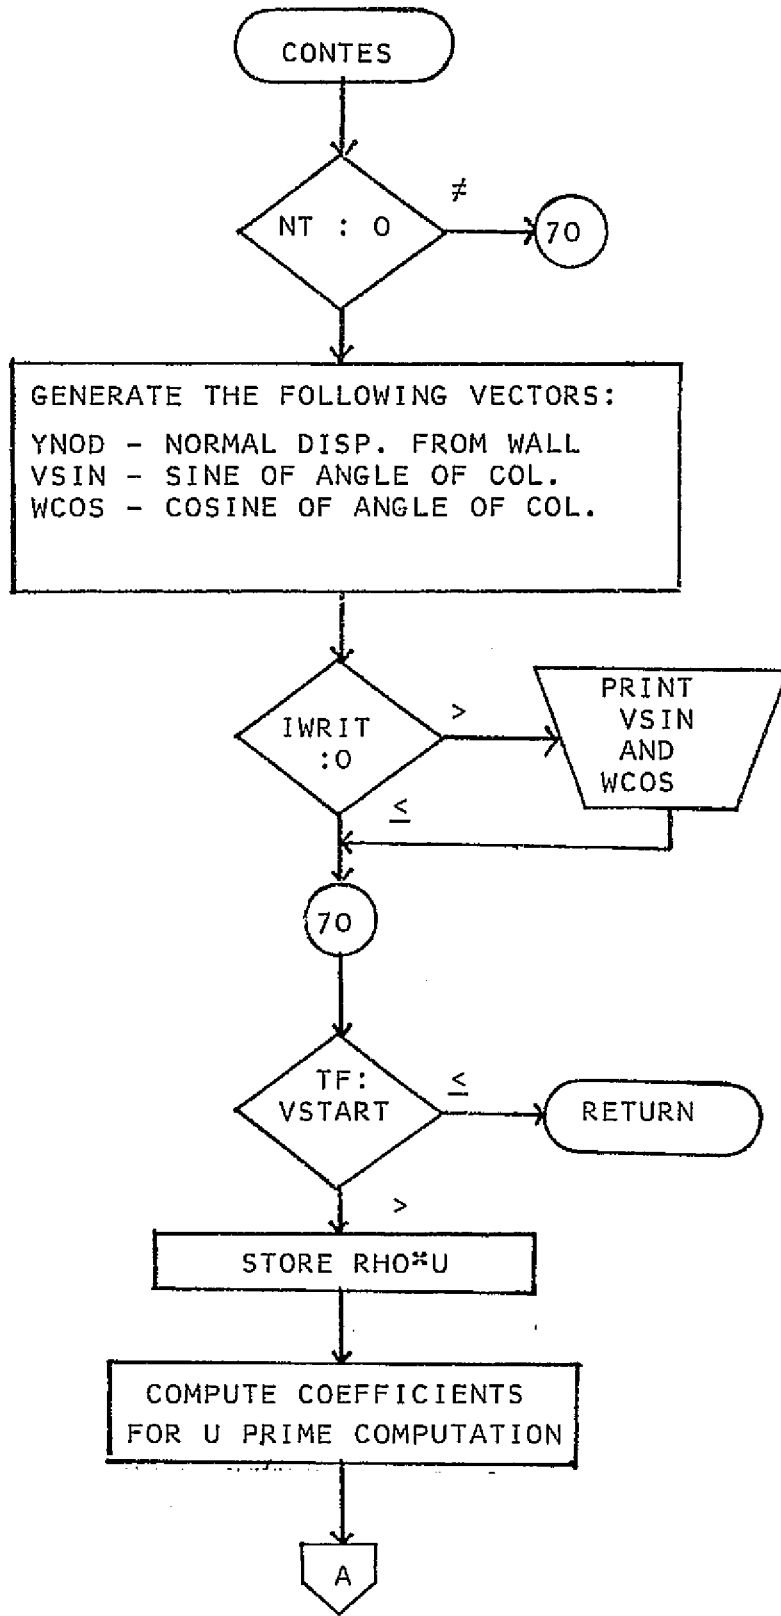 CONTES
NT : 0
≠
70
GENERATE THE FOLLOWING VECTORS:
YNOD - NORMAL DISP. FROM WALL
VSIN - SINE OF ANGLE OF COL.
WCOS - COSINE OF ANGLE OF COL.
IWRIT
:0
>
PRINT
VSIN
AND
WCOS
≤
70
TF:
VSTART
≤
RETURN
>
STORE RHO*U
COMPUTE COEFFICIENTS
FOR U PRIME COMPUTATION
A